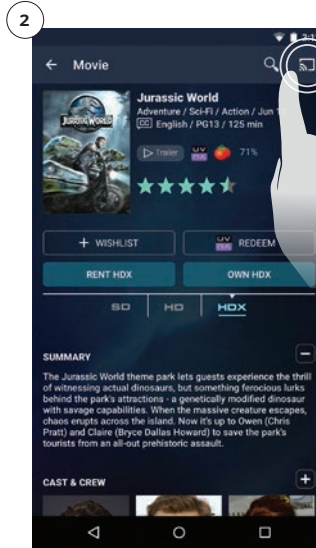 2
3:1
Movie
Jurassic World
Adventure / Sci-Fi / Action / Jun 1
CC English / PG13 / 125 min
JURASSIC WORLD
Trailer
UV
71%
+ WISHLIST
UV
REDEEM
RENT HDX
OWN HDX
SD
HD
HDX
SUMMARY
The Jurassic World theme park lets guests experience the thrill
of witnessing actual dinosaurs, but something ferocious lurks
behind the park's attractions - a genetically modified dinosaur
with savage capabilities. When the massive creature escapes,
chaos erupts across the island. Now it's up to Owen (Chris
Pratt) and Claire (Bryce Dallas Howard) to save the park's
tourists from an all-out prehistoric assault.
CAST & CREW